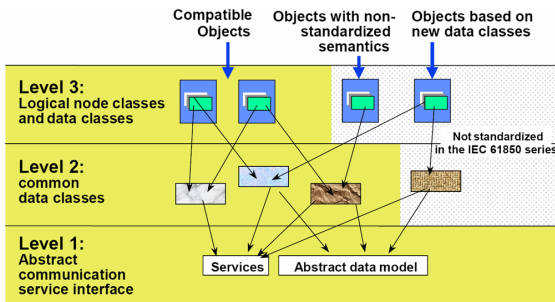 Compatible
Objects
Objects with non-
standardized
semantics
Objects based on
new data classes
Level 3:
Logical node classes
and data classes
Not standardized
in the IEC 61850 series
Level 2:
common
data classes
Level 1:
Abstract
communication
service interface
Services
Abstract data model